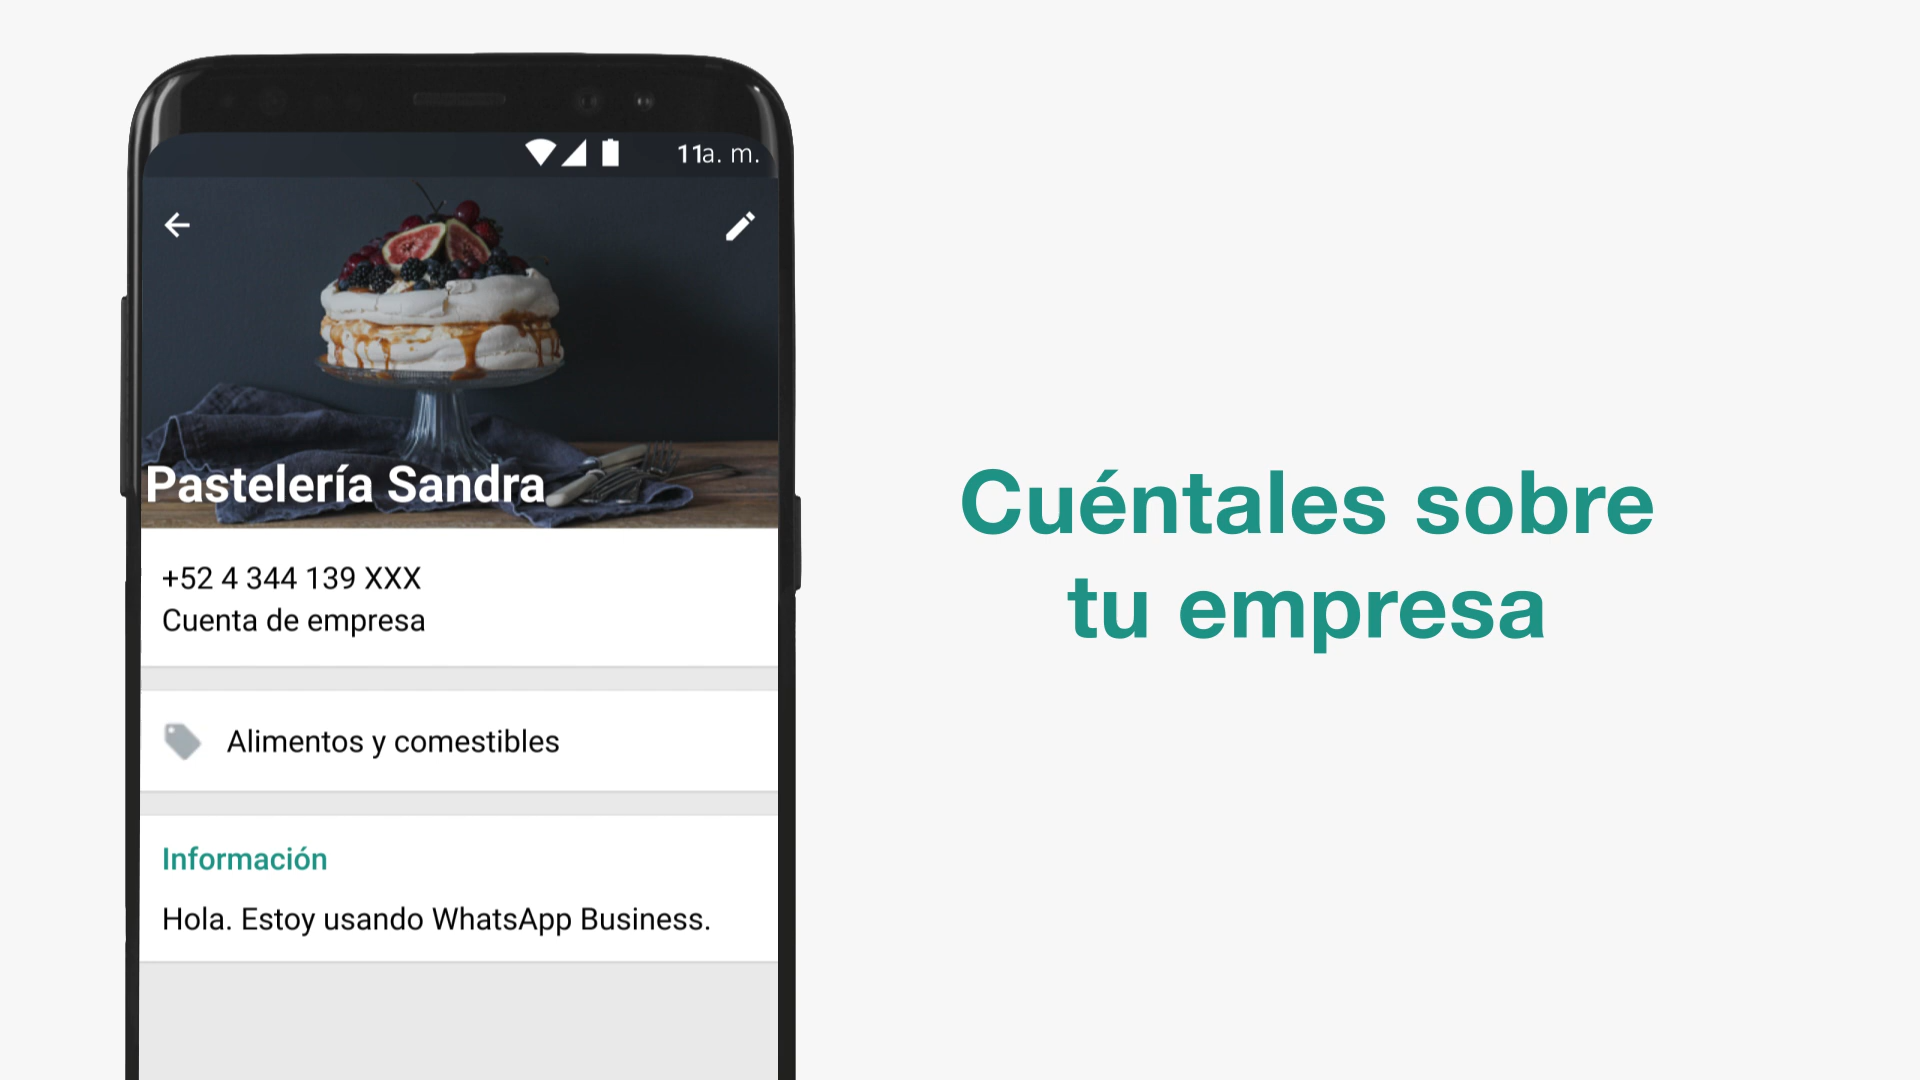 11a. m.
Pastelería Sandra
+52 4 344 139 XXX
Cuenta de empresa
Alimentos y comestibles
Información
Hola. Estoy usando WhatsApp Business.
Cuéntales sobre
tu empresa